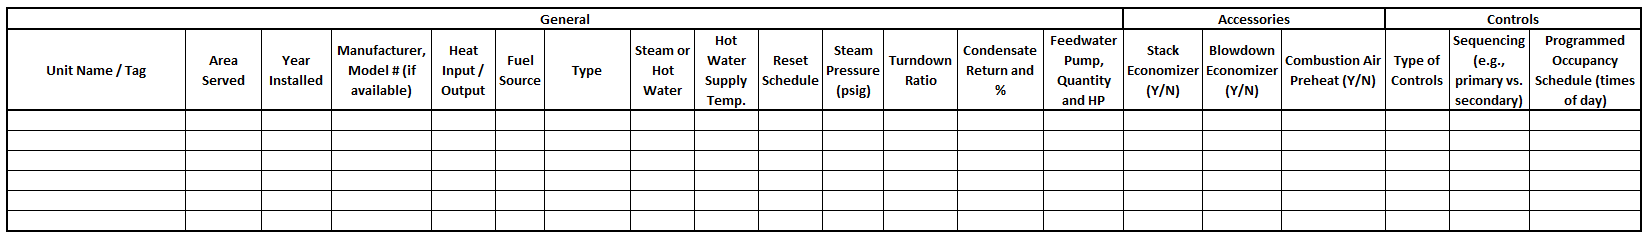 General Accessories Controls
Unit Name / Tag
Area
Served
Year
Installed
Manufacturer,
Model # (if
available)
Heat
Input /
Output
Fuel
Source
Type
Steam or
Hot
Water
Hot
Water
Supply
Temp.
Reset
Schedule
Steam
Pressure
(psig)
Turndown
Ratio
Condensate
Return and
%
Feedwater
Pump,
Quantity
and HP
Stack
Economizer
(Y/N)
Blowdown
Economizer
(Y/N)
Combustion Air
Preheat (Y/N)
Type of
Controls
Sequencing
(e.g.,
primary vs.
secondary)
Programmed
Occupancy
Schedule (times
of day)